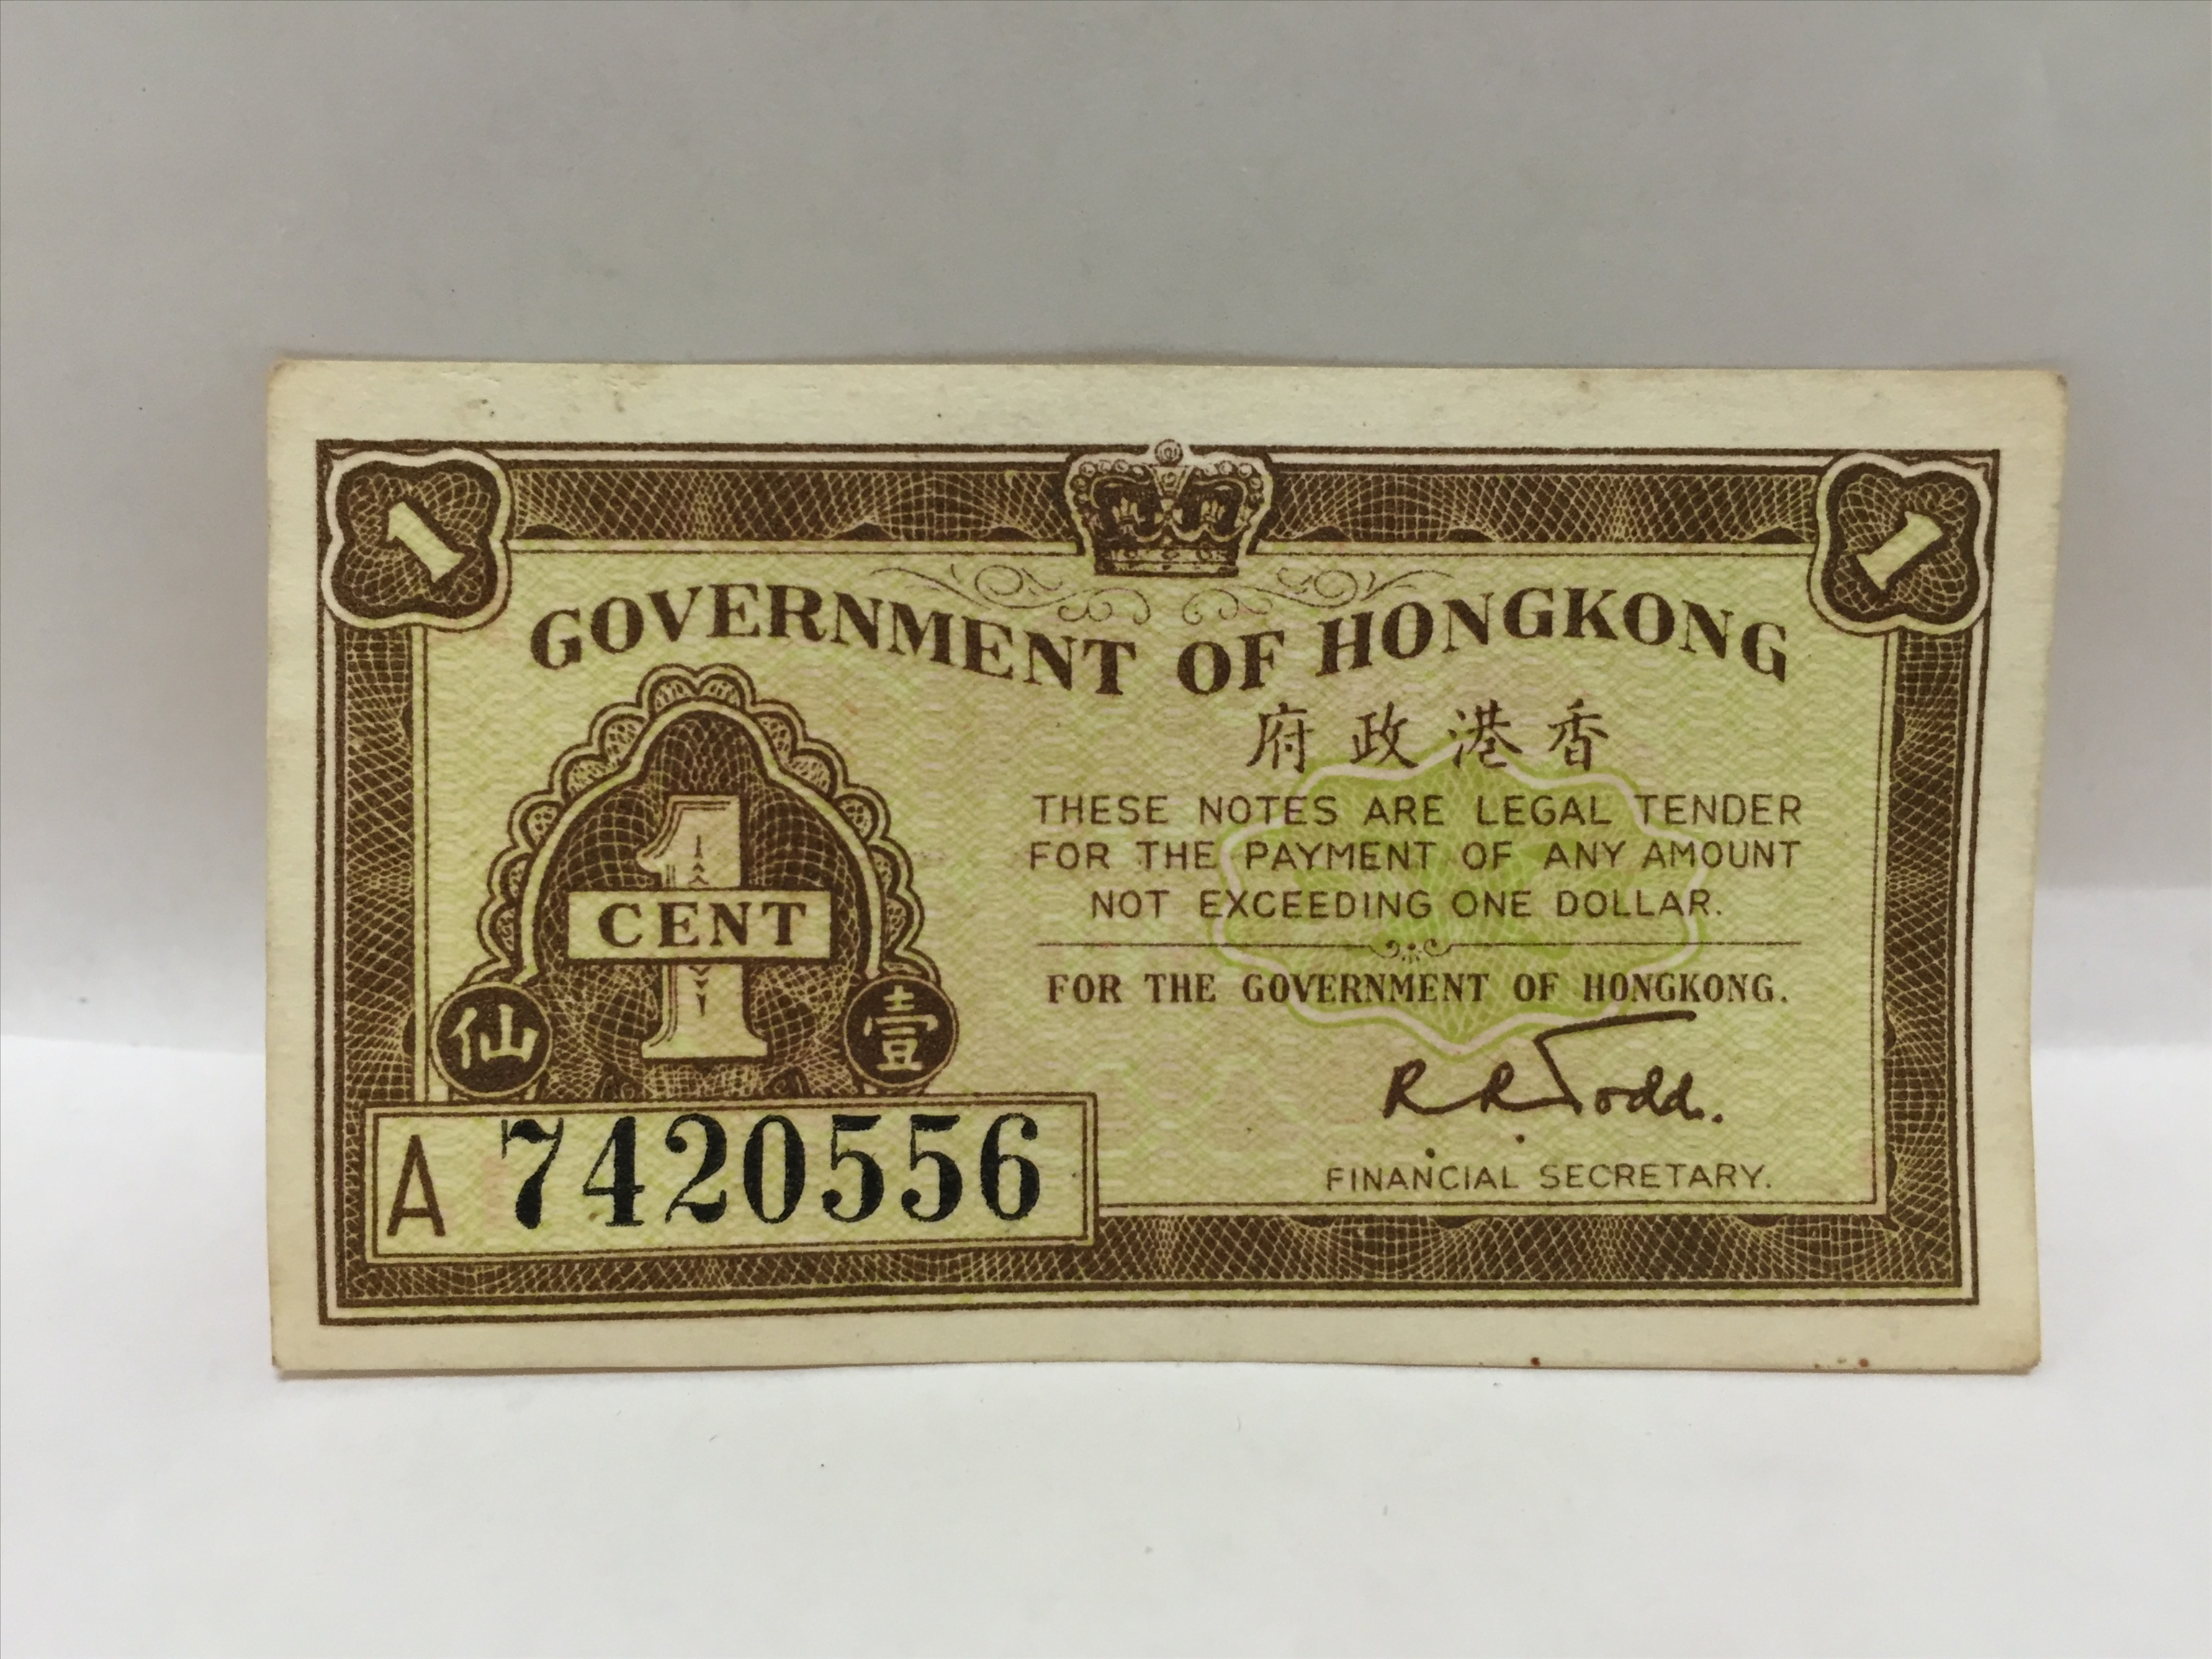 1 1
GOVERNMENT OF HONGKONG
府政港香
THESE NOTES ARE LEGAL TENDER
FOR THE PAYMENT OF ANY AMOUNT
NOT EXCEEDING ONE DOLLAR.
1
CENT
仙 壹
FOR THE GOVERNMENT OF HONGKONG.
R R Todd.
FINANCIAL SECRETARY.
A 7420556